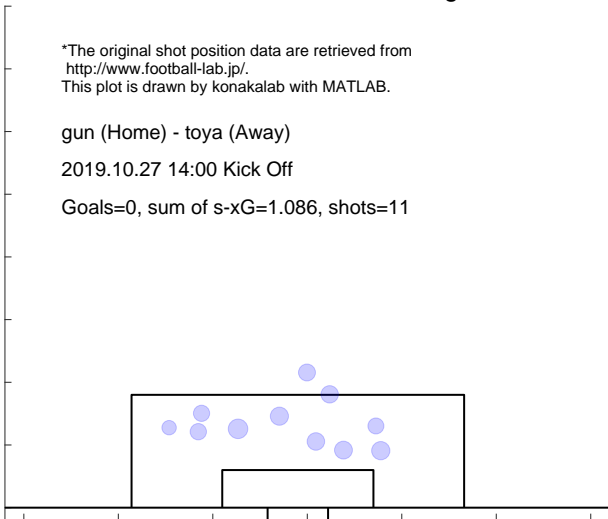 *The original shot position data are retrieved from
http://www.football-lab.jp/.
This plot is drawn by konakalab with MATLAB.
gun (Home) - toya (Away)
2019.10.27 14:00 Kick Off
Goals=0, sum of s-xG=1.086, shots=11